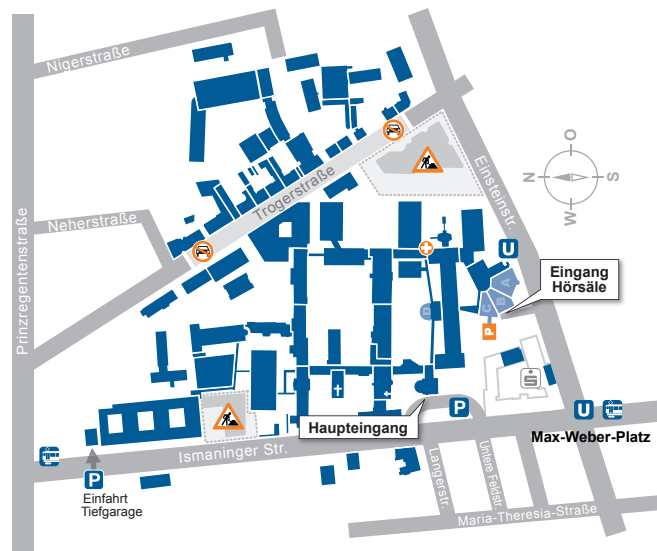 Nigerstraße
O
N
S
W
Einsteinstr.
Trogerstraße
Neherstraße
Prinzregentenstraße
U
Eingang
Hörsäle
A
B
C
D
P
S
Haupteingang
P
U
Max-Weber-Platz
Ismaninger Str.
P
Einfahrt
Tiefgarage
Langerstr.
Untere Feldstr.
Maria-Theresia-Straße